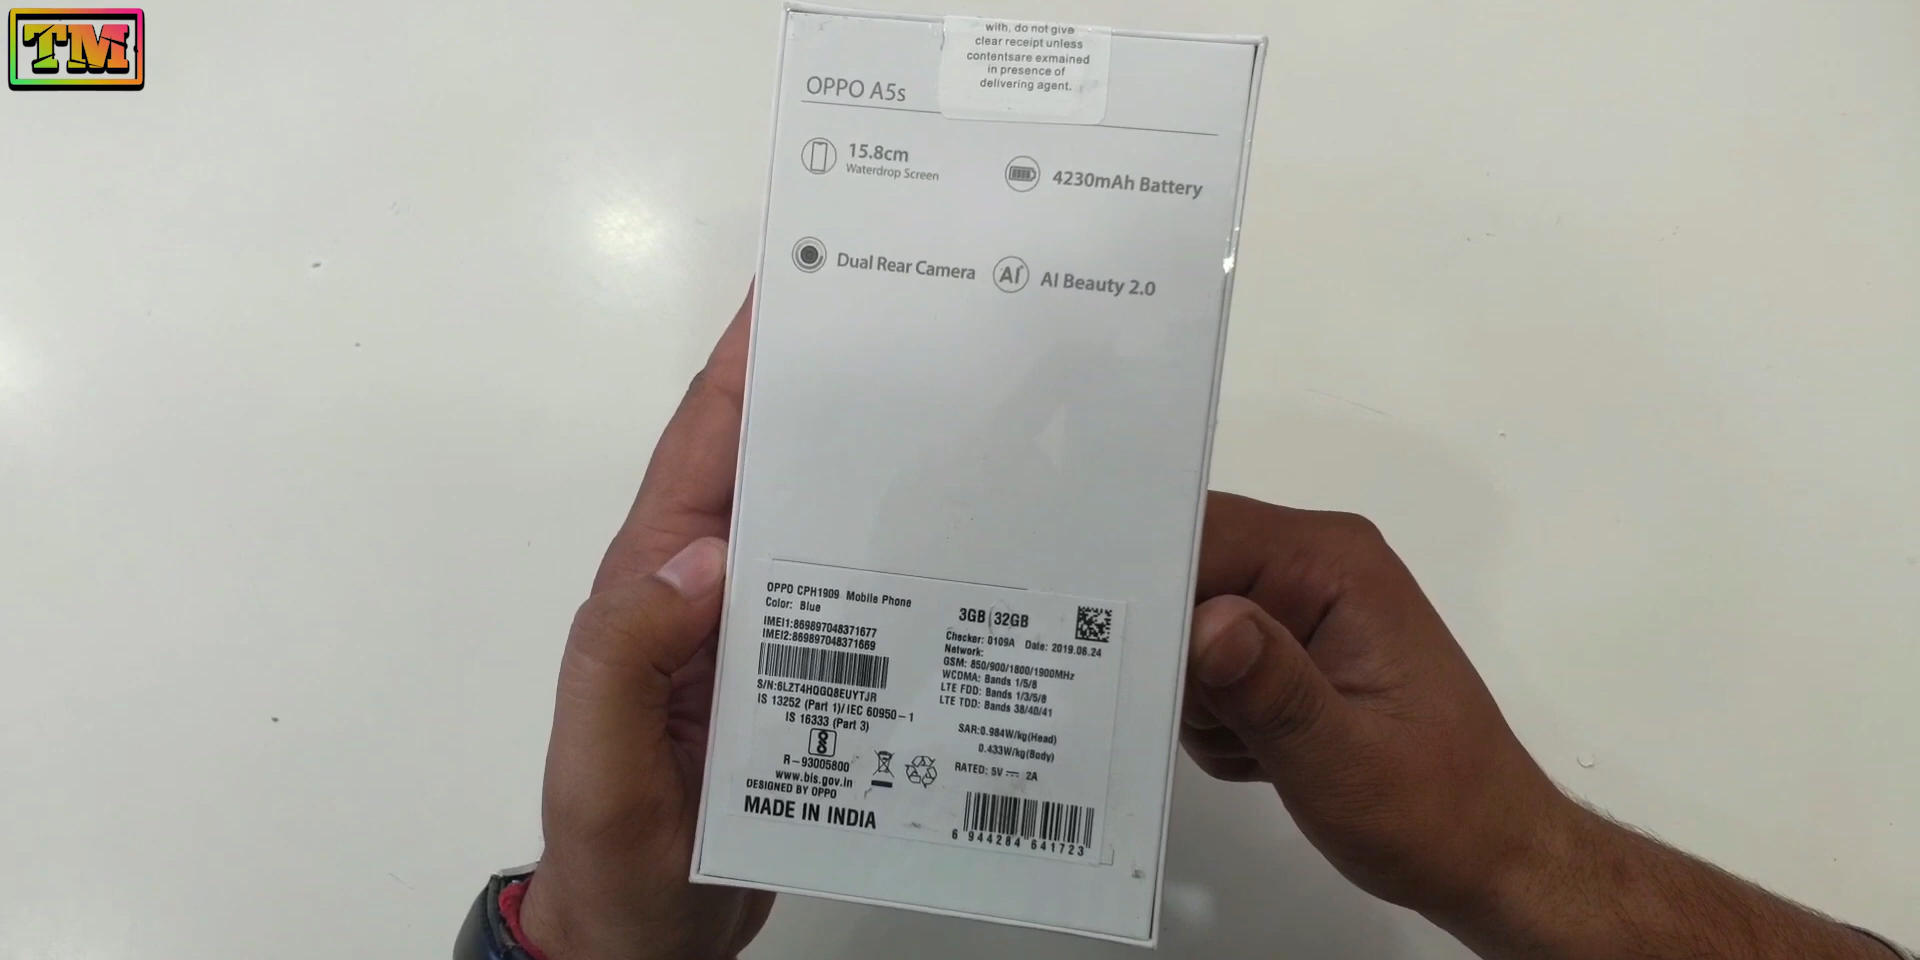 TM
with, do not give
clear receipt unless
contentsare exmained
in presence of
delivering agent.
OPPO A5s
15.8cm
Waterdrop Screen
4230mAh Battery
Dual Rear Camera
AI
AI Beauty 2.0
OPPO CPH1909 Mobile Phone
Color: Blue
IMEI1:869897048371677
IMEI2:869897048371669
S/N:6LZT4HQGQ8EUYTJR
IS 13252 (Part 1)/IEC 60950-1
IS 16333 (Part 3)
R-93005800
www.bis.gov.in
DESIGNED BY OPPO
MADE IN INDIA
3GB 32GB
Checker: 0109A Date: 2019.06.24
Network:
GSM: 850/900/1800/1900MHz
WCDMA: Bands 1/5/8
LTE FDD: Bands 1/3/5/8
LTE TDD: Bands 38/40/41
SAR:0.984W/kg(Head)
0.433W/kg(Body)
RATED: 5V 2A
6 944284 641723